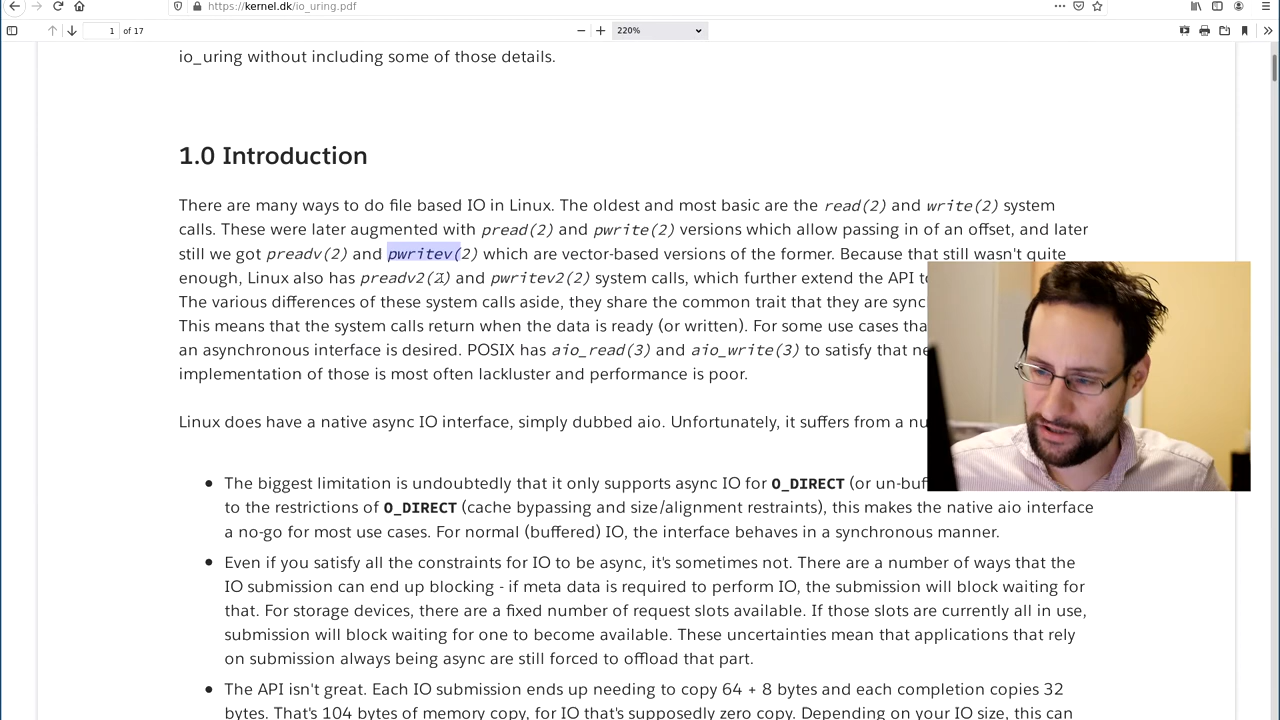 https://kernel.dk/io_uring.pdf
1 of 17
220%
io_uring without including some of those details.
1.0 Introduction
There are many ways to do file based IO in Linux. The oldest and most basic are the read(2) and write(2) system
calls. These were later augmented with pread(2) and pwrite(2) versions which allow passing in of an offset, and later
still we got preadv(2) and pwritev(2) which are vector-based versions of the former. Because that still wasn't quite
enough, Linux also has preadv2(2) and pwritev2(2) system calls, which further extend the API
The various differences of these system calls aside, they share the common trait that they are sync
This means that the system calls return when the data is ready (or written). For some use cases
an asynchronous interface is desired. POSIX has aio_read(3) and aio_write(3) to satisfy that
implementation of those is most often lackluster and performance is poor.
Linux does have a native async IO interface, simply dubbed aio. Unfortunately, it suffers from a
• The biggest limitation is undoubtedly that it only supports async IO for O_DIRECT (or
to the restrictions of O_DIRECT (cache bypassing and size/alignment restraints), this makes the native aio interface
a no-go for most use cases. For normal (buffered) IO, the interface behaves in a synchronous manner.
• Even if you satisfy all the constraints for IO to be async, it's sometimes not. There are a number of ways that the
IO submission can end up blocking - if meta data is required to perform IO, the submission will block waiting for
that. For storage devices, there are a fixed number of request slots available. If those slots are currently all in use,
submission will block waiting for one to become available. These uncertainties mean that applications that rely
on submission always being async are still forced to offload that part.
• The API isn't great. Each IO submission ends up needing to copy 64 + 8 bytes and each completion copies 32
bytes. That's 104 bytes of memory copy, for IO that's supposedly zero copy. Depending on your IO size, this can